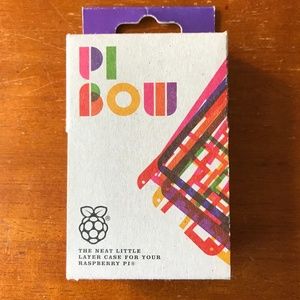 PI
BOW
THE NEAT LITTLE
LAYER CASE FOR YOUR
RASPBERRY PI®